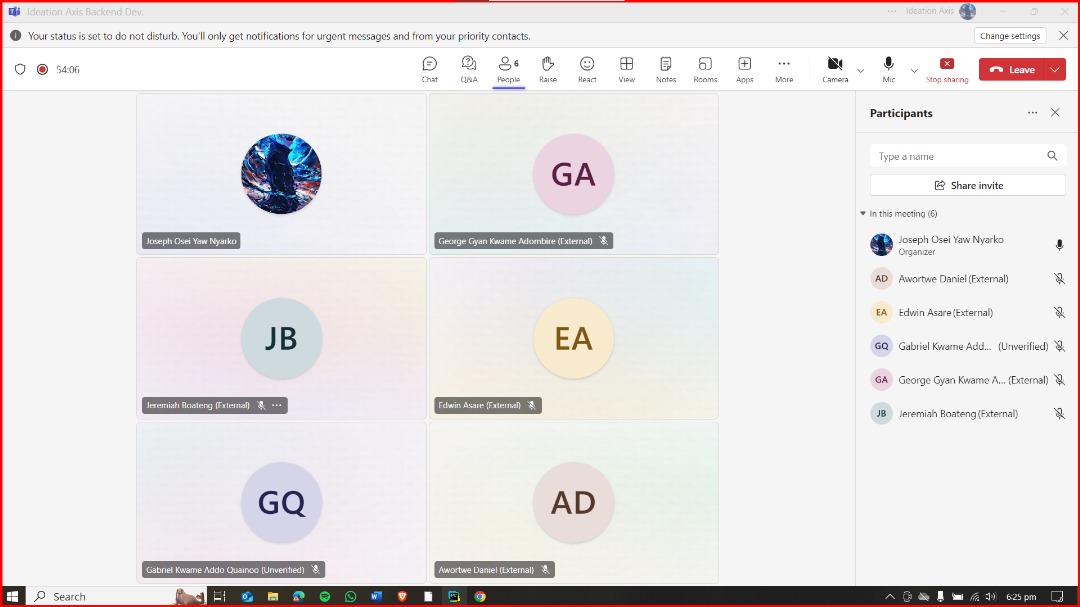 Ideation Axis Backend Dev.
Ideation Axis
Your status is set to do not disturb. You'll only get notifications for urgent messages and from your priority contacts.
Change settings
54:06
Chat
Q&A
6
People
Raise
React
View
Notes
Rooms
Apps
More
Camera
Mic
Stop sharing
Leave
Joseph Osei Yaw Nyarko
GA
George Gyan Kwame Adombire (External)
JB
Jeremiah Boateng (External)
EA
Edwin Asare (External)
GQ
Gabriel Kwame Addo Quainoo (Unverified)
AD
Awortwe Daniel (External)
Participants
Type a name
Share invite
In this meeting (6)
Joseph Osei Yaw Nyarko
Organizer
AD Awortwe Daniel (External)
EA Edwin Asare (External)
GQ Gabriel Kwame Add... (Unverified)
GA George Gyan Kwame A... (External)
JB Jeremiah Boateng (External)
Search
6:25 pm